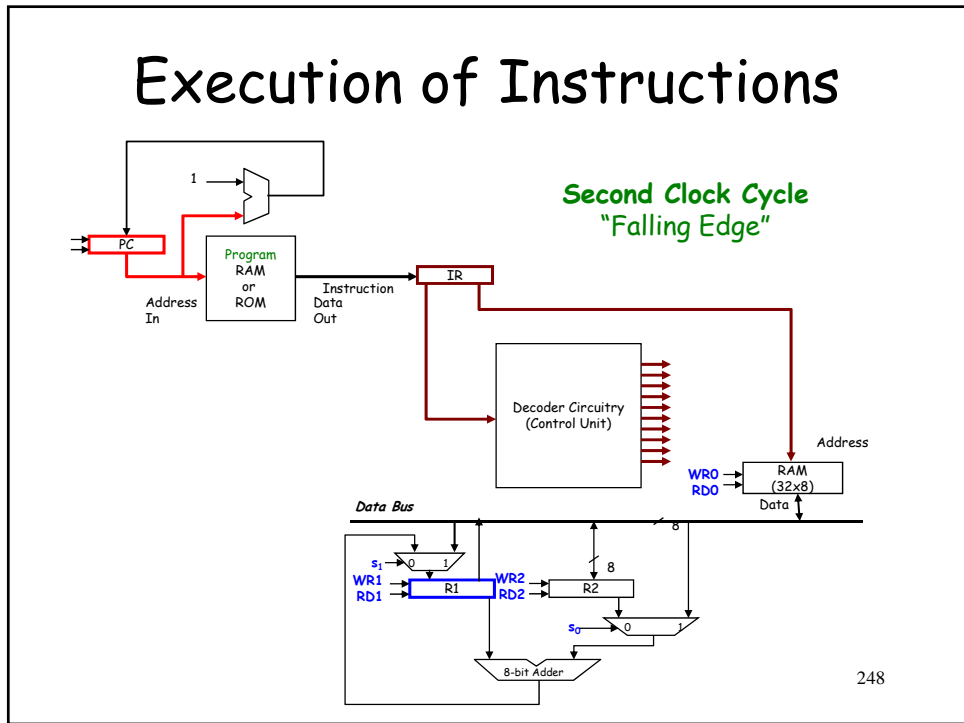 Execution of Instructions
1
Second Clock Cycle
"Falling Edge"
PC
Program
RAM
or
ROM
IR
Instruction
Address
In
Data
Out
Decoder Circuitry
(Control Unit)
Address
WR0
RD0
RAM
(32x8)
Data
Data Bus
8
s1
0 1
8
WR1
RD1
R1
WR2
RD2
R2
s0
0 1
8-bit Adder
248